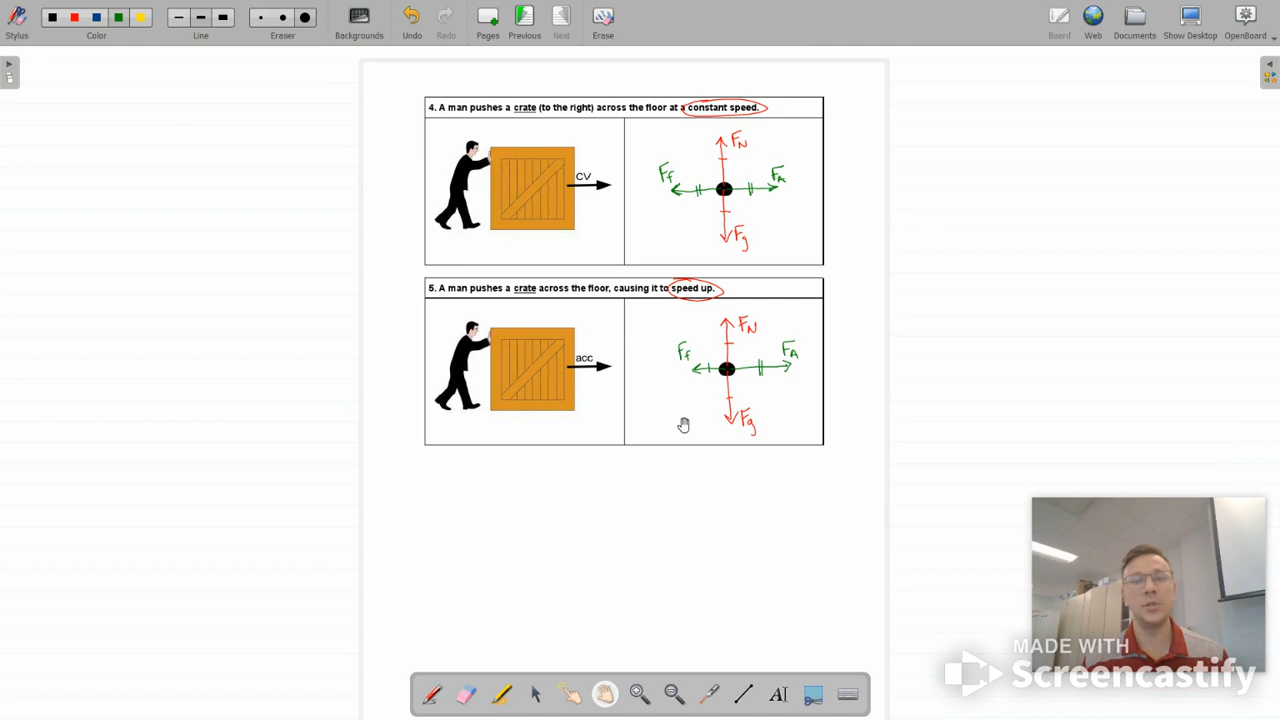 Stylus
Color
Line
Eraser
Backgrounds
Undo
Redo
Pages
Previous
Next
Erase
Board
Web
Documents
Show Desktop
OpenBoard
4. A man pushes a crate (to the right) across the floor at a constant speed.
CV
FN
Ff
FA
Fg
5. A man pushes a crate across the floor, causing it to speed up.
acc
FN
Ff
FA
Fg
AI
MADE WITH
Screencastify